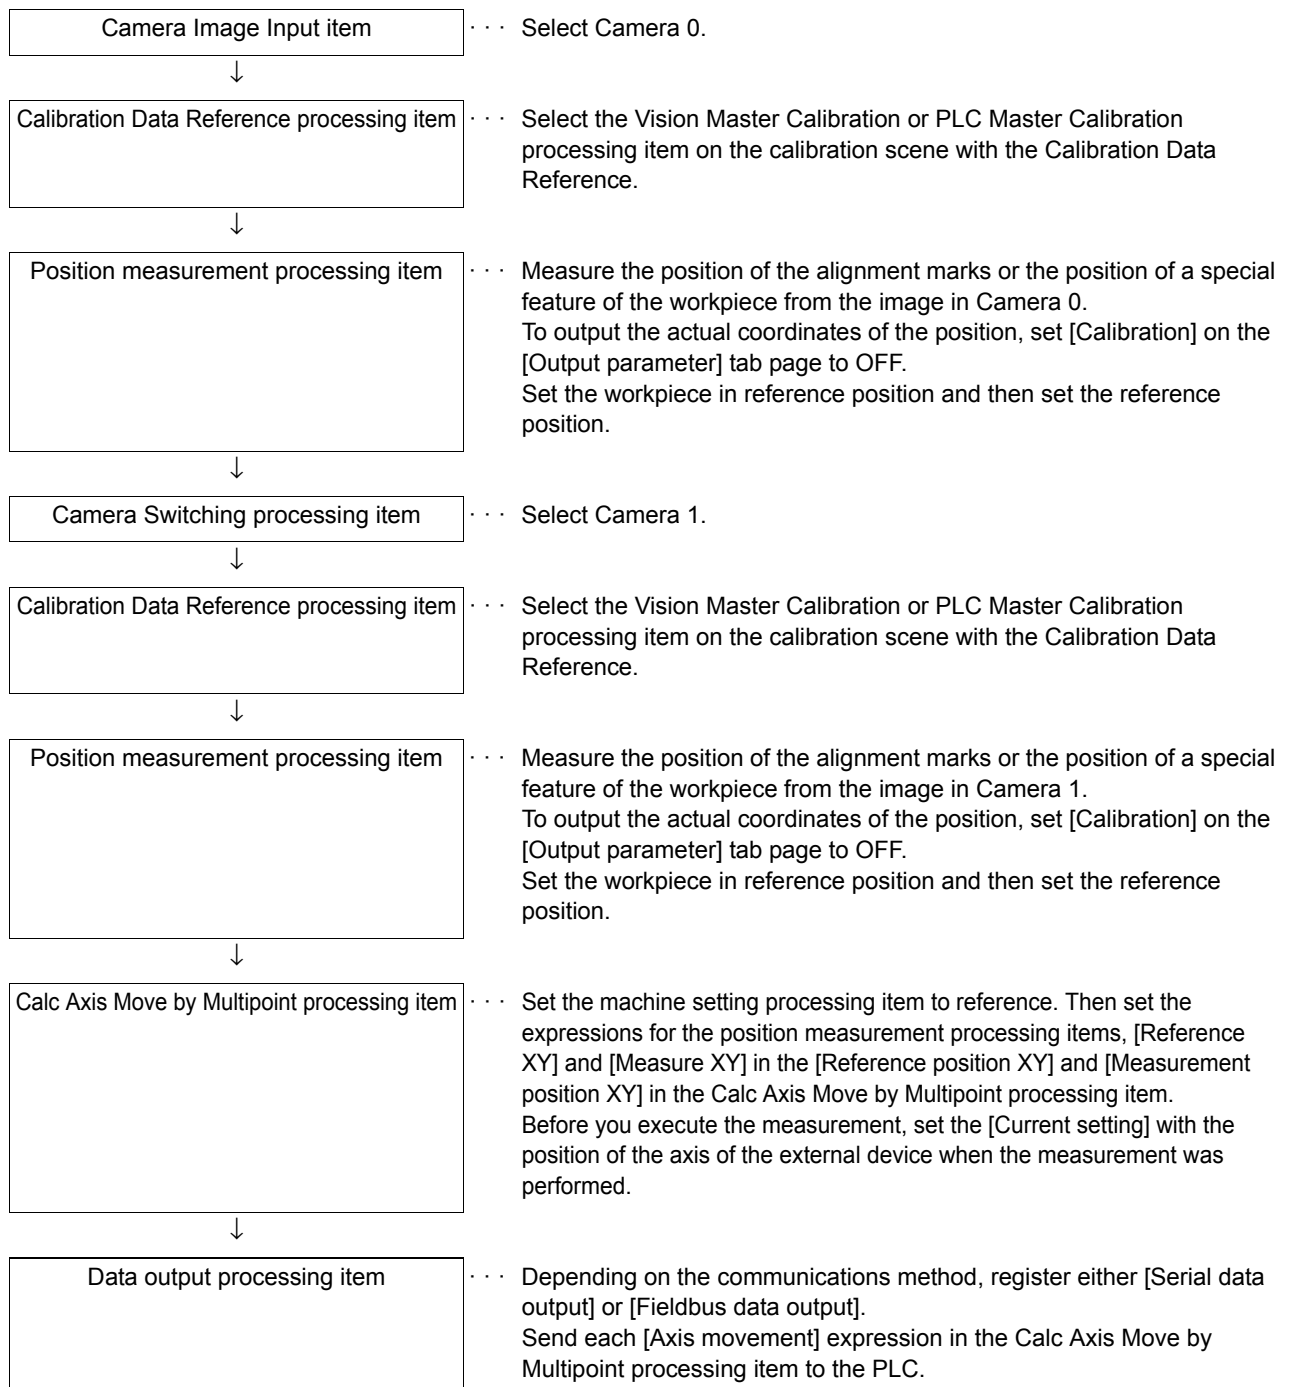 Camera Image Input item · · · Select Camera 0.
↓
Calibration Data Reference processing item · · · Select the Vision Master Calibration or PLC Master Calibration
processing item on the calibration scene with the Calibration Data
Reference.
↓
Position measurement processing item · · · Measure the position of the alignment marks or the position of a special
feature of the workpiece from the image in Camera 0.
To output the actual coordinates of the position, set [Calibration] on the
[Output parameter] tab page to OFF.
Set the workpiece in reference position and then set the reference
position.
↓
Camera Switching processing item · · · Select Camera 1.
↓
Calibration Data Reference processing item · · · Select the Vision Master Calibration or PLC Master Calibration
processing item on the calibration scene with the Calibration Data
Reference.
↓
Position measurement processing item · · · Measure the position of the alignment marks or the position of a special
feature of the workpiece from the image in Camera 1.
To output the actual coordinates of the position, set [Calibration] on the
[Output parameter] tab page to OFF.
Set the workpiece in reference position and then set the reference
position.
↓
Calc Axis Move by Multipoint processing item · · · Set the machine setting processing item to reference. Then set the
expressions for the position measurement processing items, [Reference
XY] and [Measure XY] in the [Reference position XY] and [Measurement
position XY] in the Calc Axis Move by Multipoint processing item.
Before you execute the measurement, set the [Current setting] with the
position of the axis of the external device when the measurement was
performed.
↓
Data output processing item · · · Depending on the communications method, register either [Serial data
output] or [Fieldbus data output].
Send each [Axis movement] expression in the Calc Axis Move by
Multipoint processing item to the PLC.